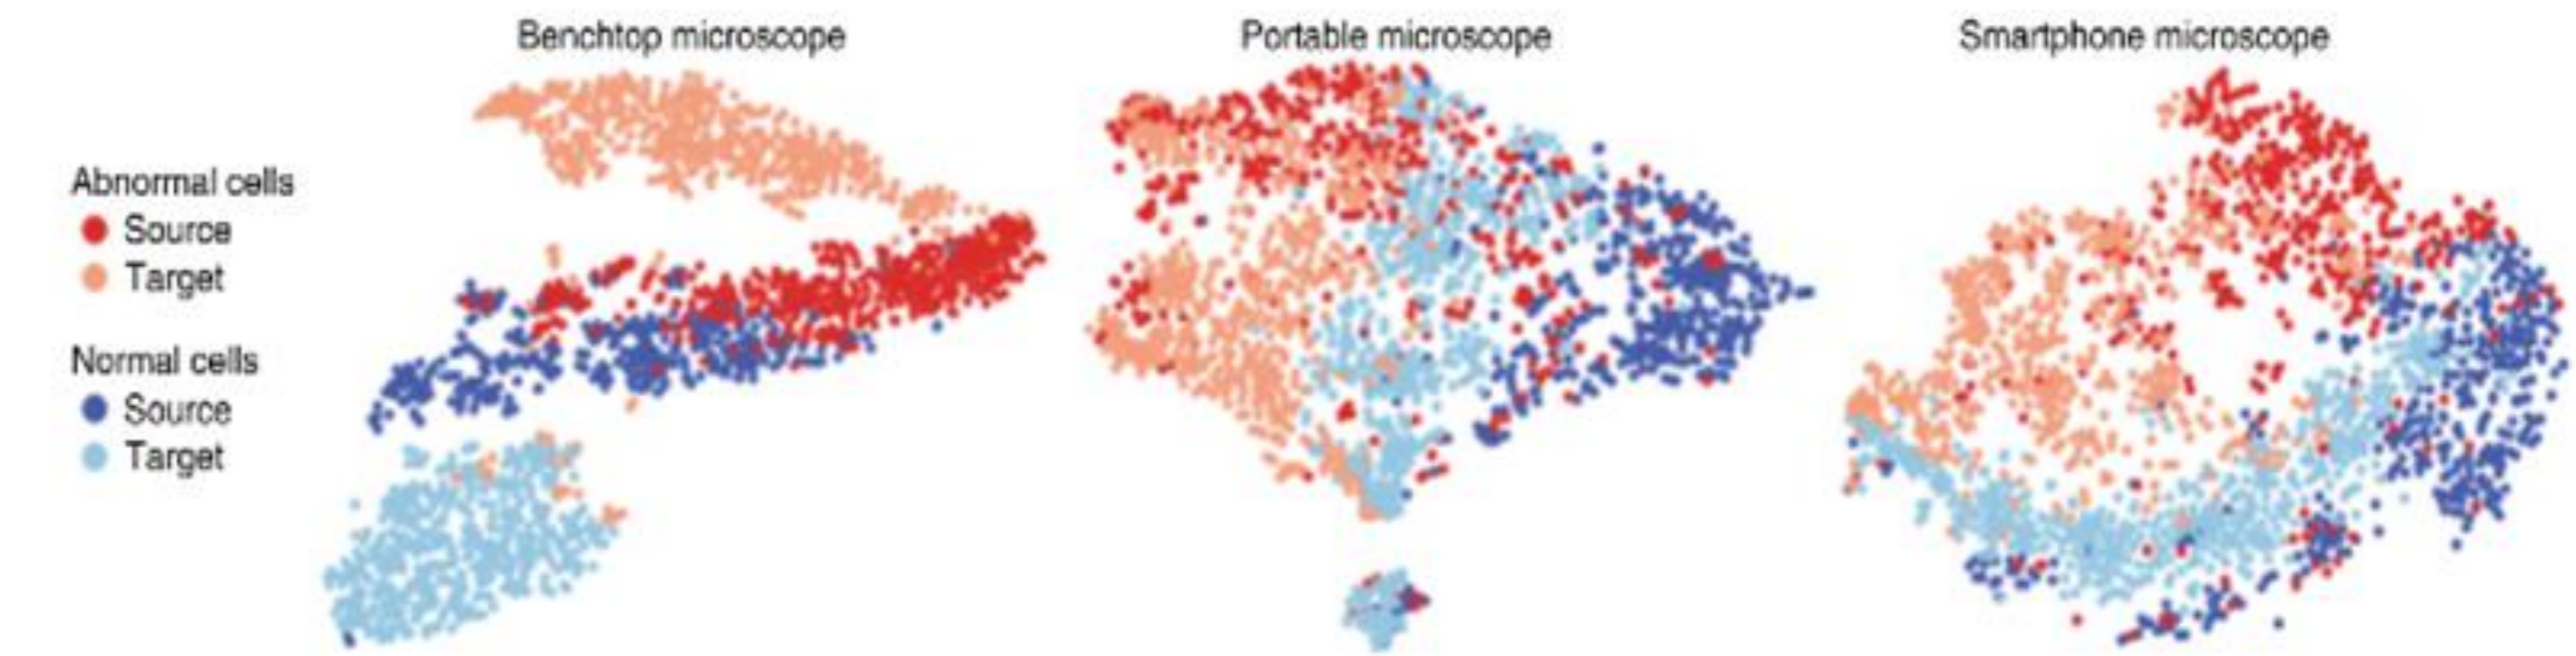 Benchtop microscope
Portable microscope
Smartphone microscope
Abnormal cells
Source
Target
Normal cells
Source
Target